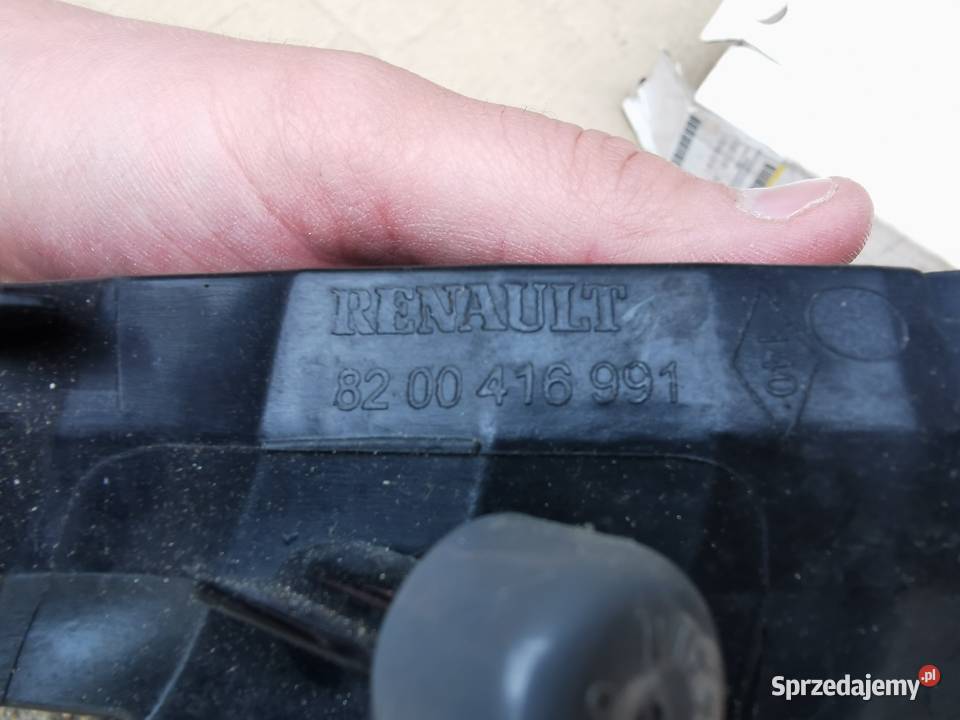 RENAULT
82 00 416 991
Sprzedajemy.pl